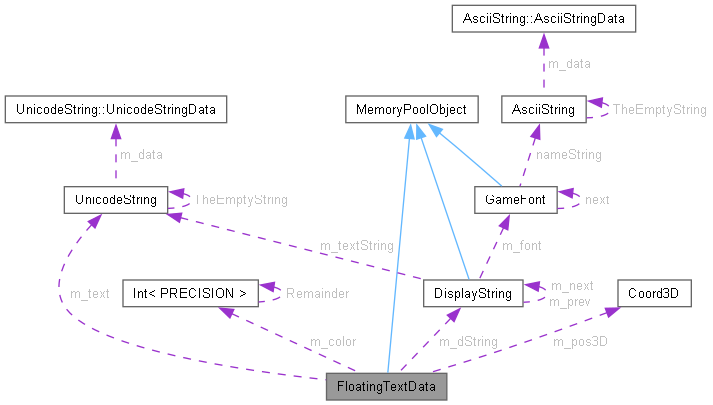 AsciiString::AsciiStringData
m_data
UnicodeString::UnicodeStringData
MemoryPoolObject
AsciiString
TheEmptyString
m_data
nameString
UnicodeString
TheEmptyString
GameFont
next
m_textString
m_font
Int< PRECISION >
Remainder
DisplayString
m_next
m_prev
Coord3D
m_text
m_color
m_dString
m_pos3D
FloatingTextData